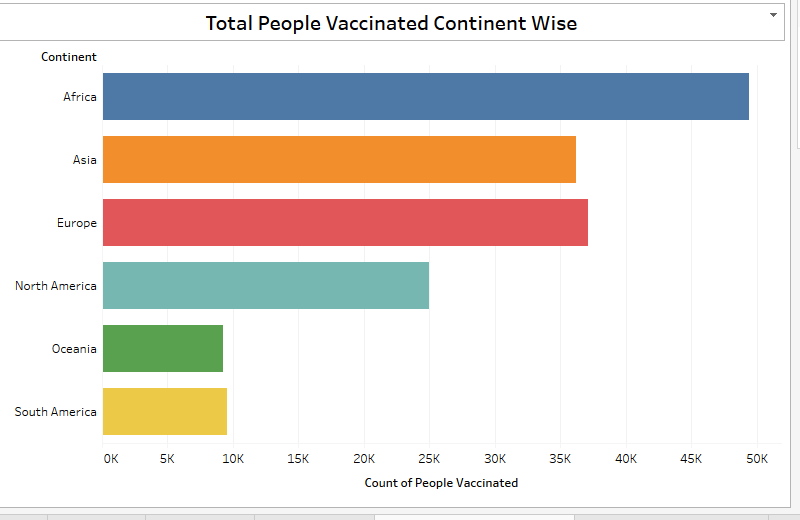 Total People Vaccinated Continent Wise
Continent
Africa
Asia
Europe
North America
Oceania
South America
0K 5K 10K 15K 20K 25K 30K 35K 40K 45K 50K
Count of People Vaccinated